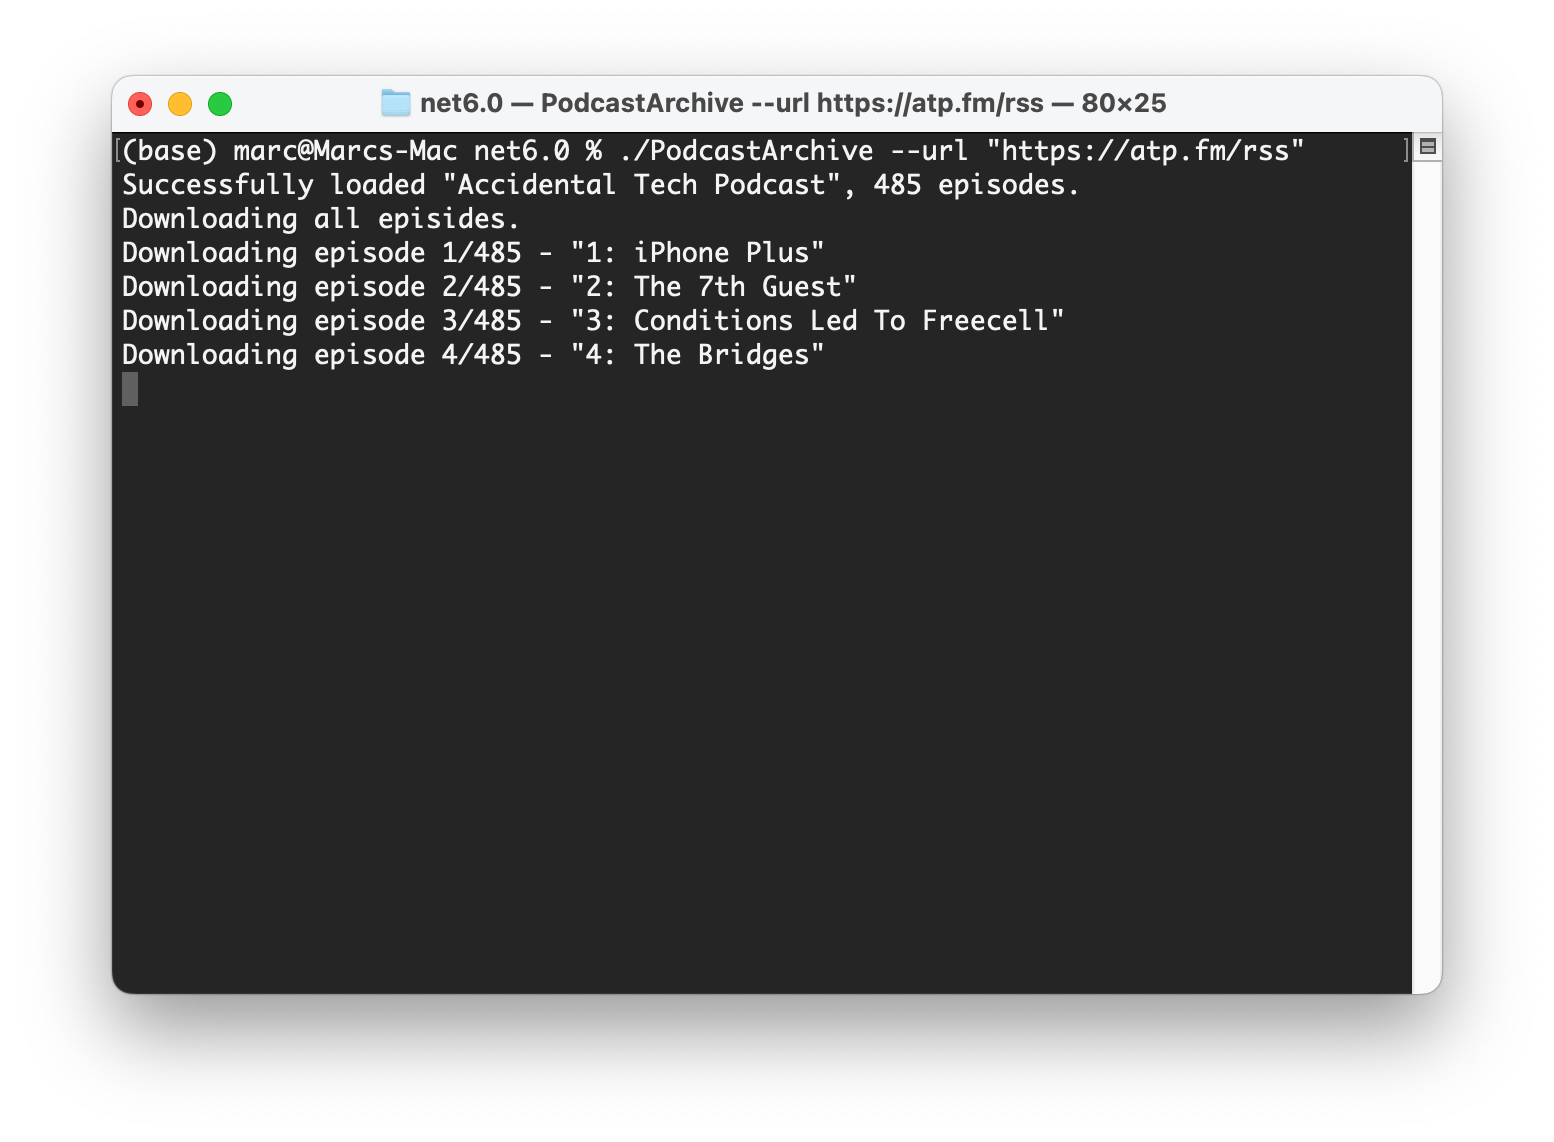 net6.0 — PodcastArchive --url https://atp.fm/rss — 80×25
[(base) marc@Marcs-Mac net6.0 % ./PodcastArchive --url "https://atp.fm/rss" ]
Successfully loaded "Accidental Tech Podcast", 485 episodes.
Downloading all episides.
Downloading episode 1/485 - "1: iPhone Plus"
Downloading episode 2/485 - "2: The 7th Guest"
Downloading episode 3/485 - "3: Conditions Led To Freecell"
Downloading episode 4/485 - "4: The Bridges"